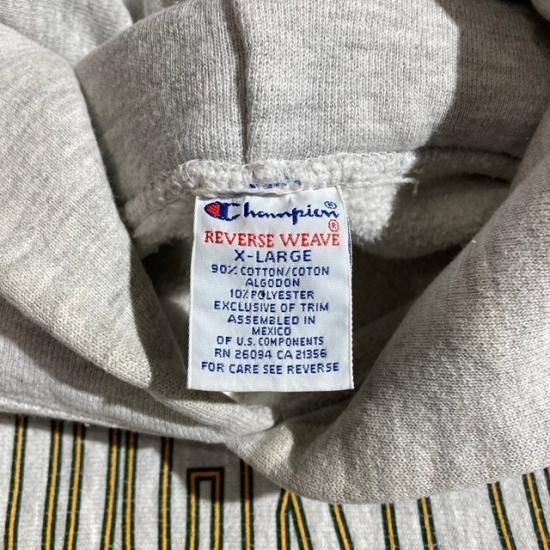 Champion®
REVERSE WEAVE®
X-LARGE
90% COTTON/COTON
ALGODON
10% POLYESTER
EXCLUSIVE OF TRIM
ASSEMBLED IN
MEXICO
OF U.S. COMPONENTS
RN 26094 CA 21356
FOR CARE SEE REVERSE